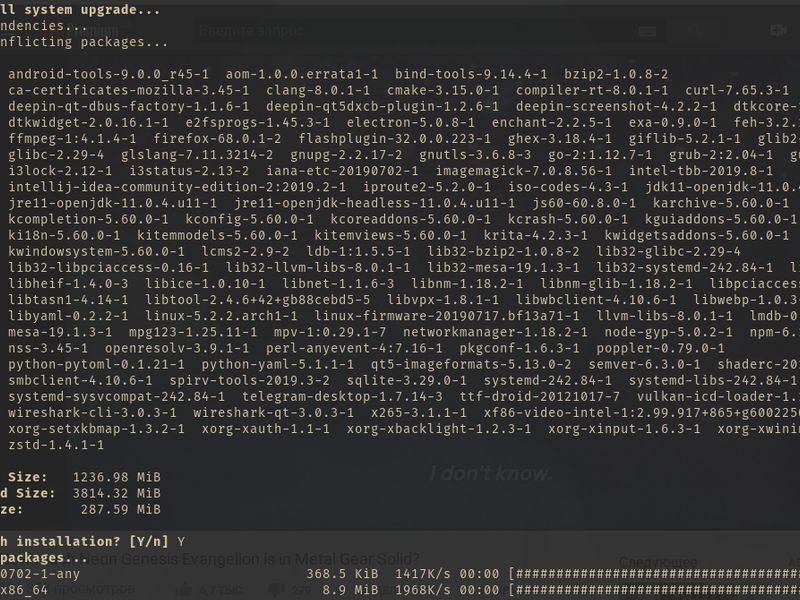 ll system upgrade...
ndencies...
nflicting packages...
Введите запрос
android-tools-9.0.0_r45-1 aom-1.0.0.errata1-1 bind-tools-9.14.4-1 bzip2-1.0.8-2
ca-certificates-mozilla-3.45-1 clang-8.0.1-1 cmake-3.15.0-1 compiler-rt-8.0.1-1 curl-7.65.3-1
deepin-qt-dbus-factory-1.1.6-1 deepin-qt5dxcb-plugin-1.2.6-1 deepin-screenshot-4.2.2-1 dtkcore-
dtkwidget-2.0.16.1-1 e2fsprogs-1.45.3-1 electron-5.0.8-1 enchant-2.2.5-1 exa-0.9.0-1 feh-3.2.
ffmpeg-1:4.1.4-1 firefox-68.0.1-2 flashplugin-32.0.0.223-1 ghex-3.18.4-1 giflib-5.2.1-1 glib2
glibc-2.29-4 glslang-7.11.3214-2 gnupg-2.2.17-2 gnutls-3.6.8-3 go-2:1.12.7-1 grub-2:2.04-1 g
i3lock-2.12-1 i3status-2.13-2 iana-etc-20190702-1 imagemagick-7.0.8.56-1 intel-tbb-2019.8-1
intellij-idea-community-edition-2:2019.2-1 iproute2-5.2.0-1 iso-codes-4.3-1 jdk11-openjdk-11.0.4
jre11-openjdk-11.0.4.u11-1 jre11-openjdk-headless-11.0.4.u11-1 js60-60.8.0-1 karchive-5.60.0-1
kcompletion-5.60.0-1 kconfig-5.60.0-1 kcoreaddons-5.60.0-1 kcrash-5.60.0-1 kguiaddons-5.60.0-1
ki18n-5.60.0-1 kitemmodels-5.60.0-1 kitemviews-5.60.0-1 krita-4.2.3-1 kwidgetsaddons-5.60.0-1
kwindowsystem-5.60.0-1 lcms2-2.9-2 ldb-1:1.5.5-1 lib32-bzip2-1.0.8-2 lib32-glibc-2.29-4
lib32-libpciaccess-0.16-1 lib32-llvm-libs-8.0.1-1 lib32-mesa-19.1.3-1 lib32-systemd-242.84-1 l
libheif-1.4.0-3 libice-1.0.10-1 libnet-1.1.6-3 libnm-1.18.2-1 libnm-glib-1.18.2-1 libpciaccess
libtasn1-4.14-1 libtool-2.4.6+42+gb88cebd5-5 libvpx-1.8.1-1 libwbclient-4.10.6-1 libwebp-1.0.3
libyaml-0.2.2-1 linux-5.2.2.arch1-1 linux-firmware-20190717.bf13a71-1 llvm-libs-8.0.1-1 lmdb-0
mesa-19.1.3-1 mpg123-1.25.11-1 mpv-1:0.29.1-7 networkmanager-1.18.2-1 node-gyp-5.0.2-1 npm-6.
nss-3.45-1 openresolv-3.9.1-1 perl-anyevent-4:7.16-1 pkgconf-1.6.3-1 poppler-0.79.0-1
python-pytoml-0.1.21-1 python-yaml-5.1.1-1 qt5-imageformats-5.13.0-2 semver-6.3.0-1 shaderc-20
smbclient-4.10.6-1 spirv-tools-2019.3-2 sqlite-3.29.0-1 systemd-242.84-1 systemd-libs-242.84-1
systemd-sysvcompat-242.84-1 telegram-desktop-1.7.14-3 ttf-droid-20121017-7 vulkan-icd-loader-1.
wireshark-cli-3.0.3-1 wireshark-qt-3.0.3-1 x265-3.1.1-1 xf86-video-intel-1:2.99.917+865+g600225
xorg-setxkbmap-1.3.2-1 xorg-xauth-1.1-1 xorg-xbacklight-1.2.3-1 xorg-xinput-1.6.3-1 xorg-xwinin
zstd-1.4.1-1
Size: 1236.98 MiB
I don't know.
d Size: 3814.32 MiB
ze: 287.59 MiB
h installation? [Y/n] Y
packages...
Neon Genesis Evangelion is in Metal Gear Solid?
Следующее
0702-1-any 368.5 KiB 1417K/s 00:00 [####################################
x86_64 8.9 MiB 1968K/s 00:00 [####################################